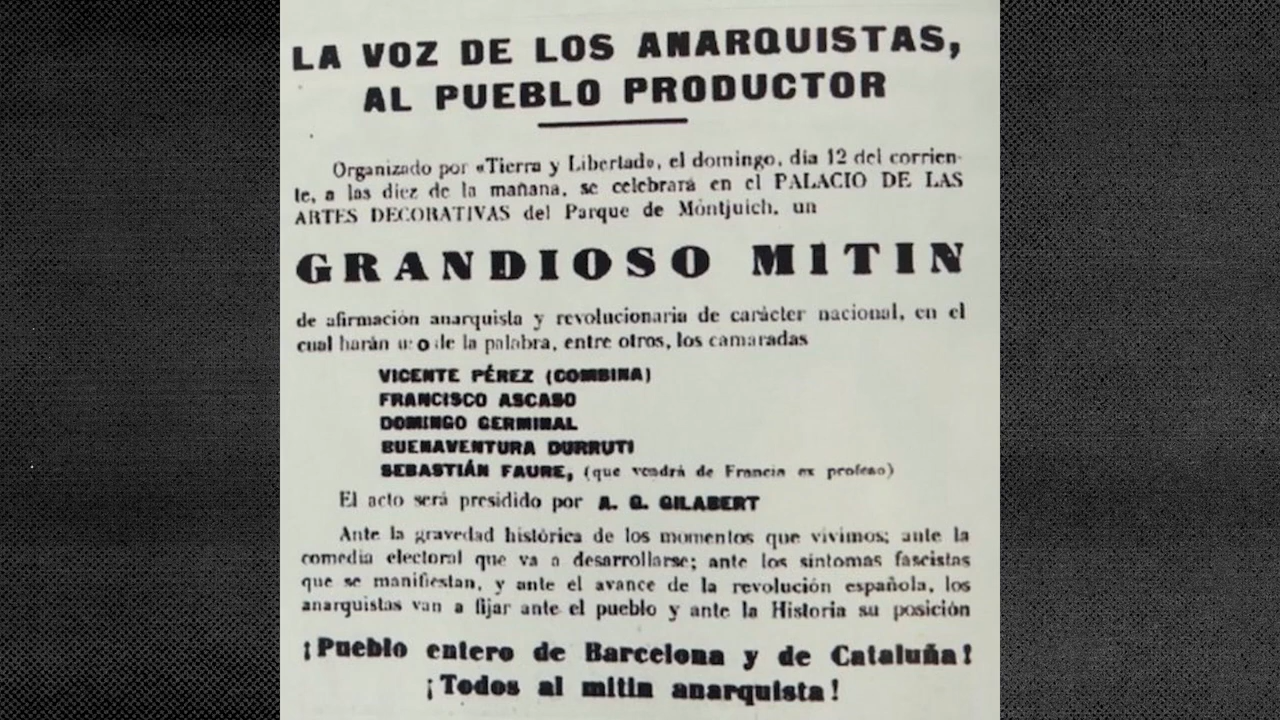 LA VOZ DE LOS ANARQUISTAS,
AL PUEBLO PRODUCTOR
Organizado por «Tierra y Libertad», el domingo, día 12 del corrien-
te, a las diez de la mañana, se celebrará en el PALACIO DE LAS
ARTES DECORATIVAS del Parque de Móntjuich, un
GRANDIOSO MITIN
de afirmación anarquista y revolucionaria de carácter nacional, en el
cual harán uso de la palabra, entre otros, los camaradas
VICENTE PÉREZ (COMBINA)
FRANCISCO ASCASO
DOMINGO GERMINAL
BUENAVENTURA DURRUTI
SEBASTIÁN FAURE, (que vendrá de Francia ex profeso)
El acto será presidido por A. G. GILABERT
Ante la gravedad histórica de los momentos que vivimos; ante la
comedia electoral que va a desarrollarse; ante los síntomas fascistas
que se manifiestan, y ante el avance de la revolución española, los
anarquistas van a fijar ante el pueblo y ante la Historia su posición
¡Pueblo entero de Barcelona y de Cataluña!
¡Todos al mitin anarquista!